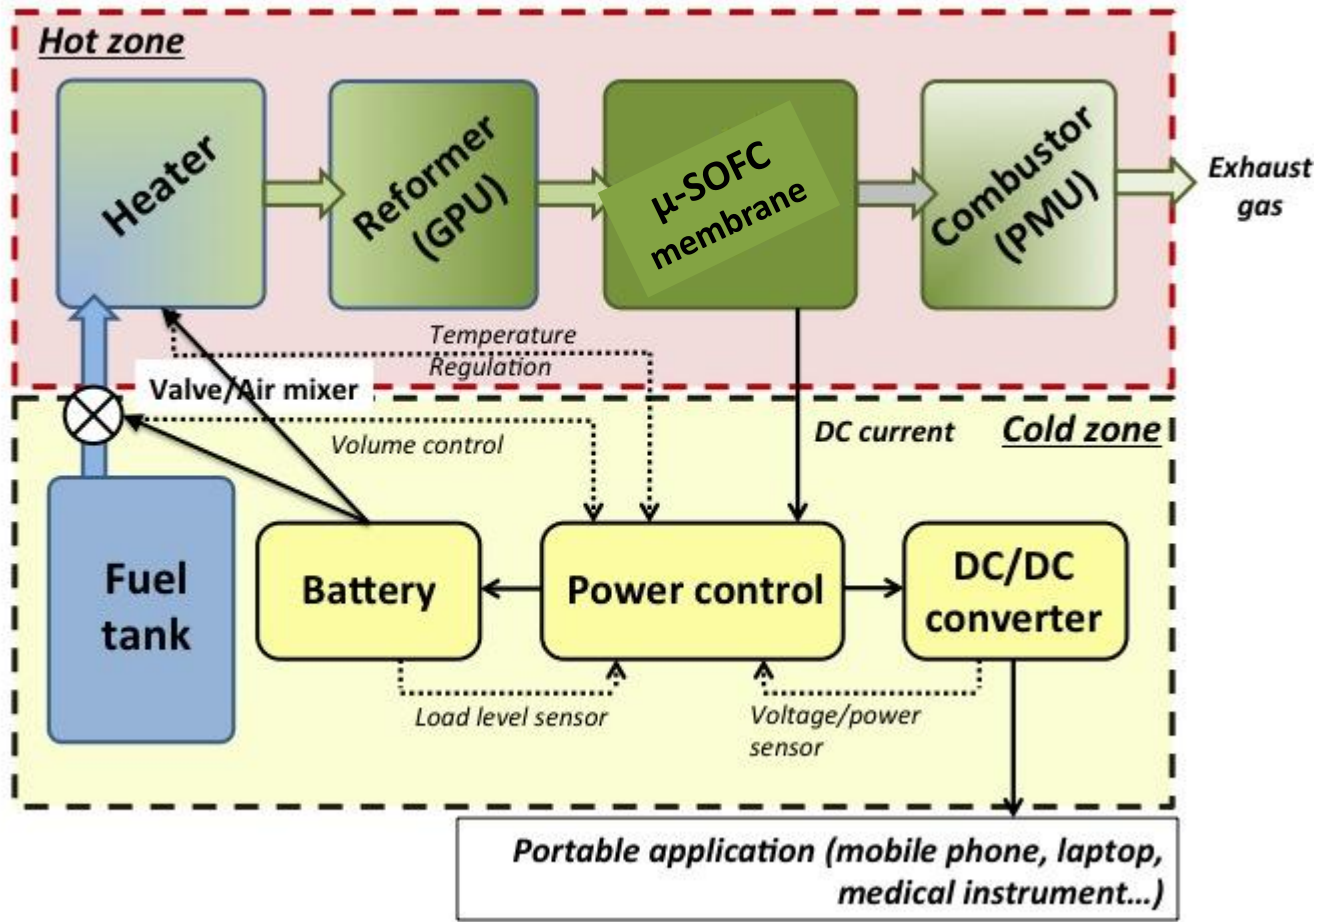 Hot zone
Heater
Reformer
(GPU)
μ-SOFC
membrane
Combustor
(PMU)
Exhaust
gas
Temperature
Regulation
Valve/Air mixer
Volume control
DC current
Cold zone
Fuel
tank
Battery
Power control
DC/DC
converter
Load level sensor
Voltage/power
sensor
Portable application (mobile phone, laptop,
medical instrument...)